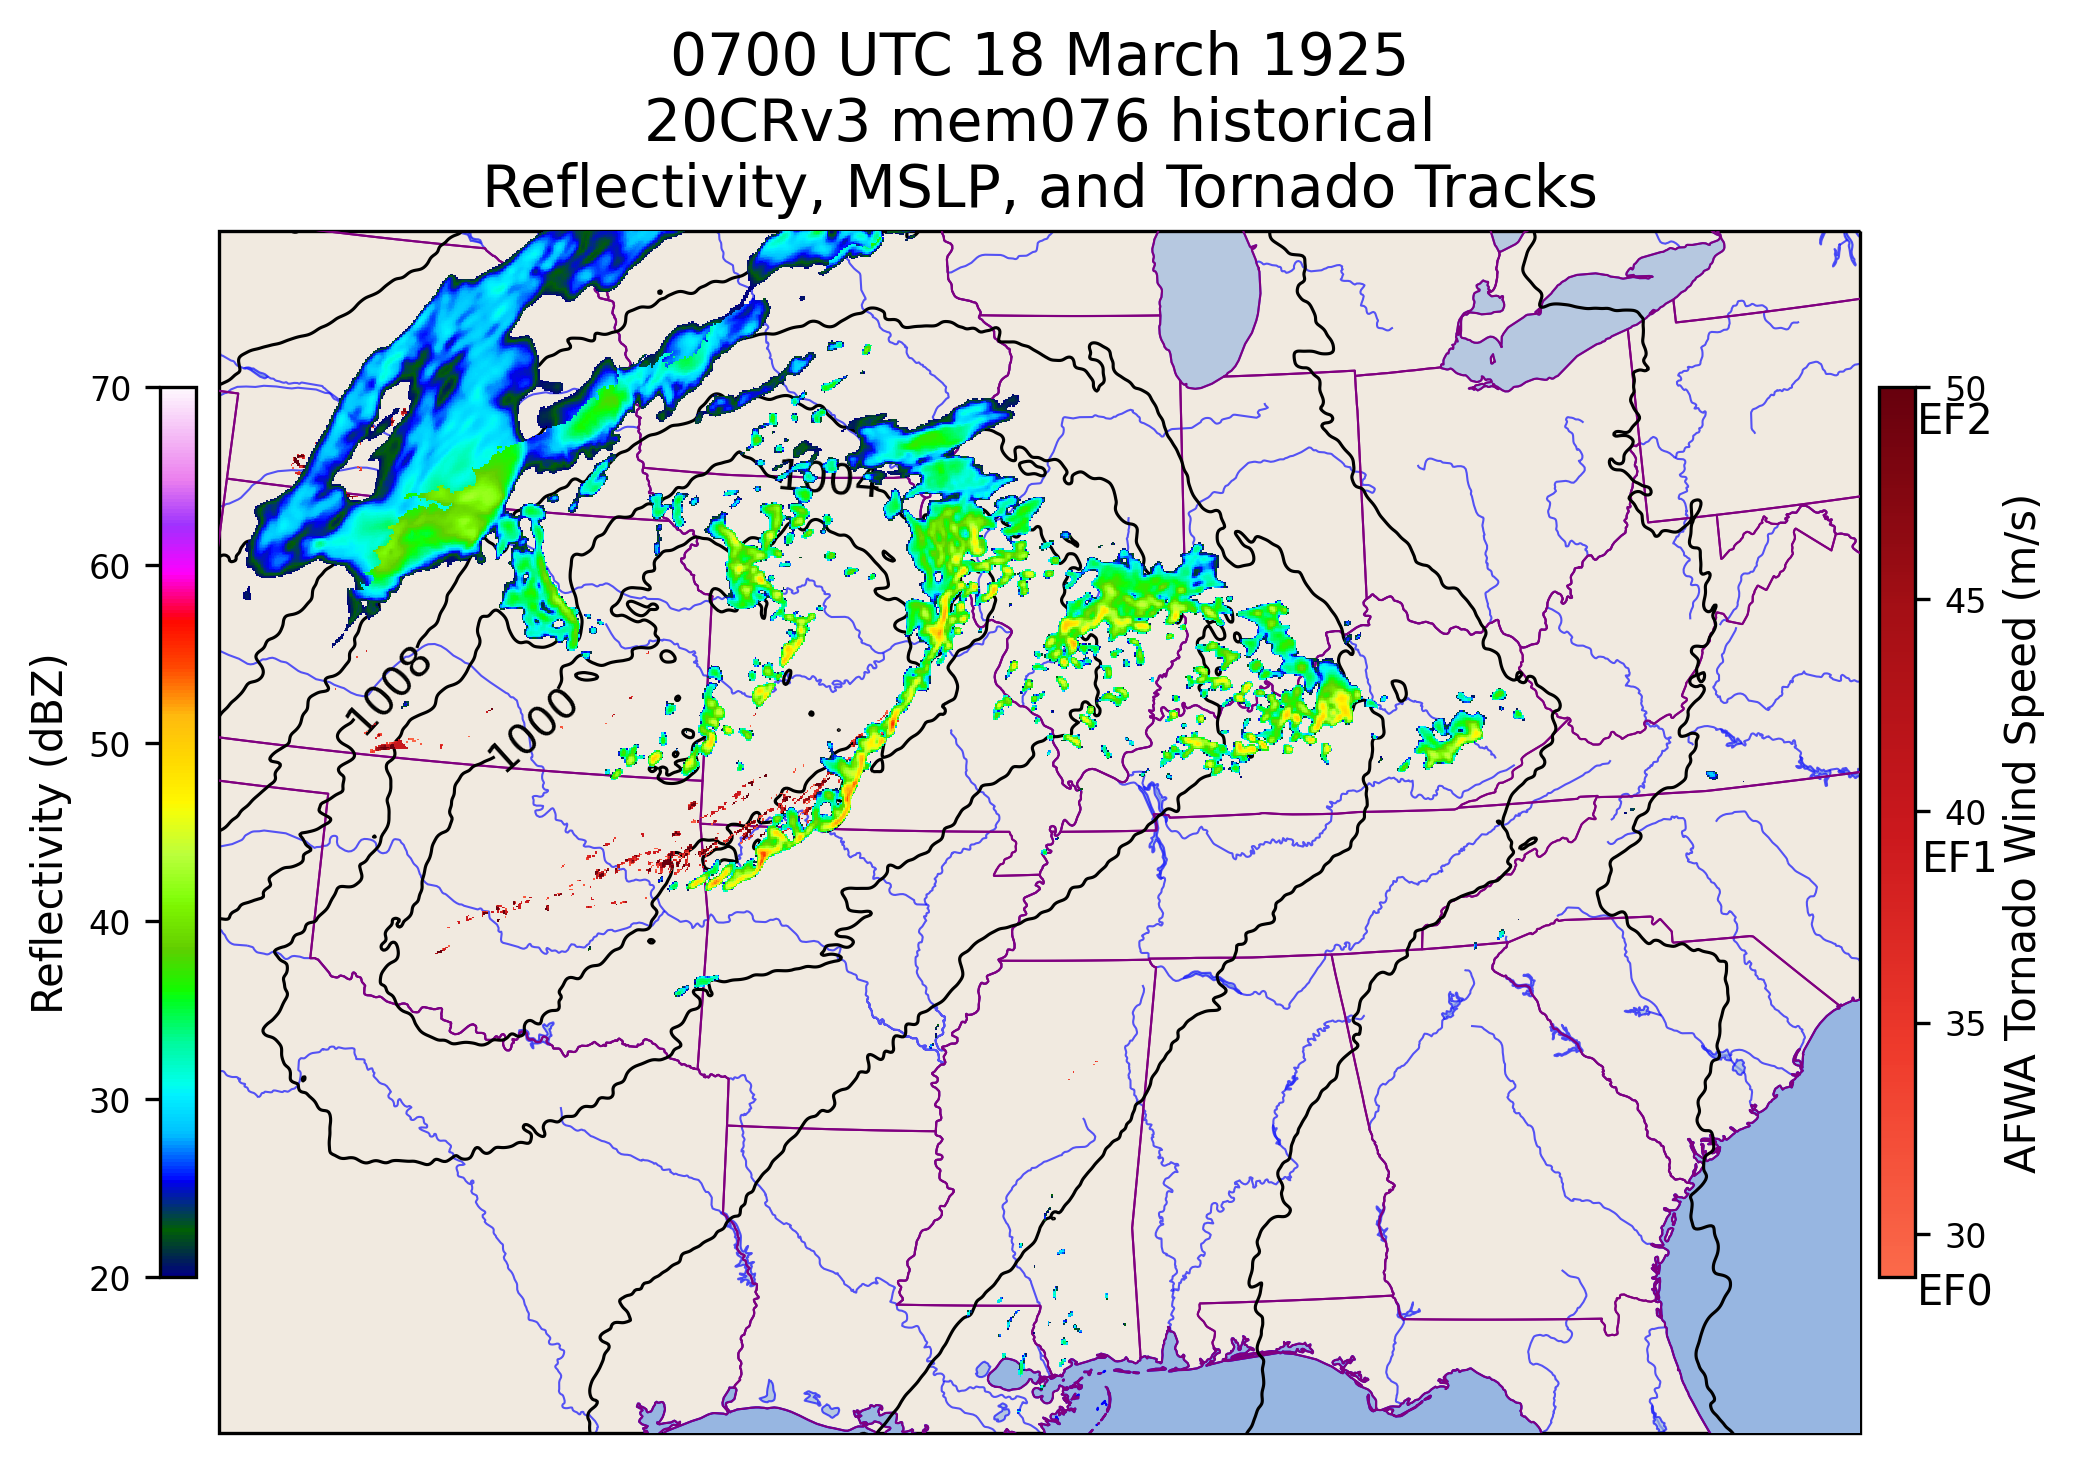 0700 UTC 18 March 1925
20CRv3 mem076 historical
Reflectivity, MSLP, and Tornado Tracks
70
60
50
40
30
20
Reflectivity (dBZ)
1004
1008
1000
50
EF2
45
40
EF1
35
30
EF0
AFWA Tornado Wind Speed (m/s)